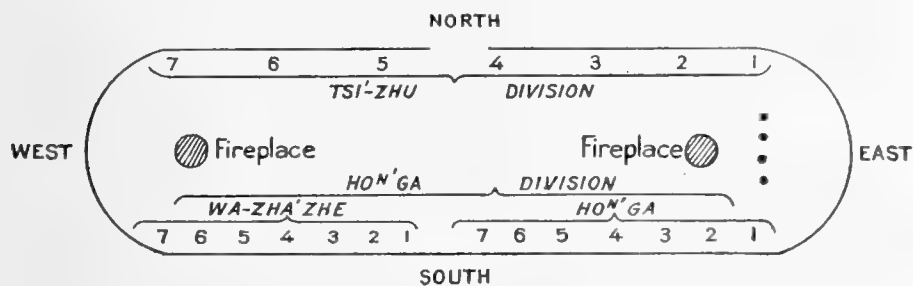 NORTH
7 6 5 4 3 2 1
TSI'-ZHU DIVISION
WEST Fireplace Fireplace EAST
HOᴺ'GA DIVISION
WA-ZHA'ZHE HOᴺ'GA
7 6 5 4 3 2 1 7 6 5 4 3 2 1
SOUTH